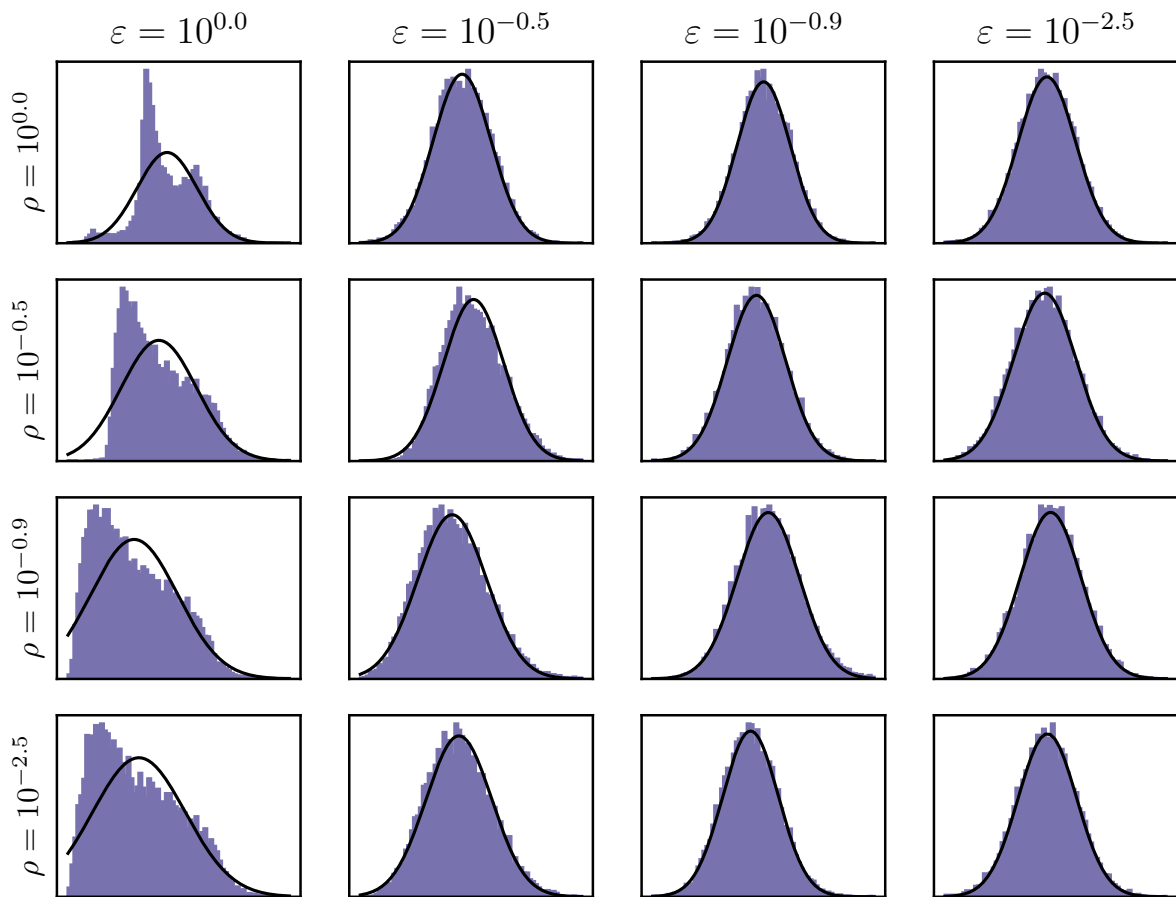 ε = 10^{0.0} ε = 10^{-0.5} ε = 10^{-0.9} ε = 10^{-2.5}
ρ = 10^{0.0}
ρ = 10^{-0.5}
ρ = 10^{-0.9}
ρ = 10^{-2.5}